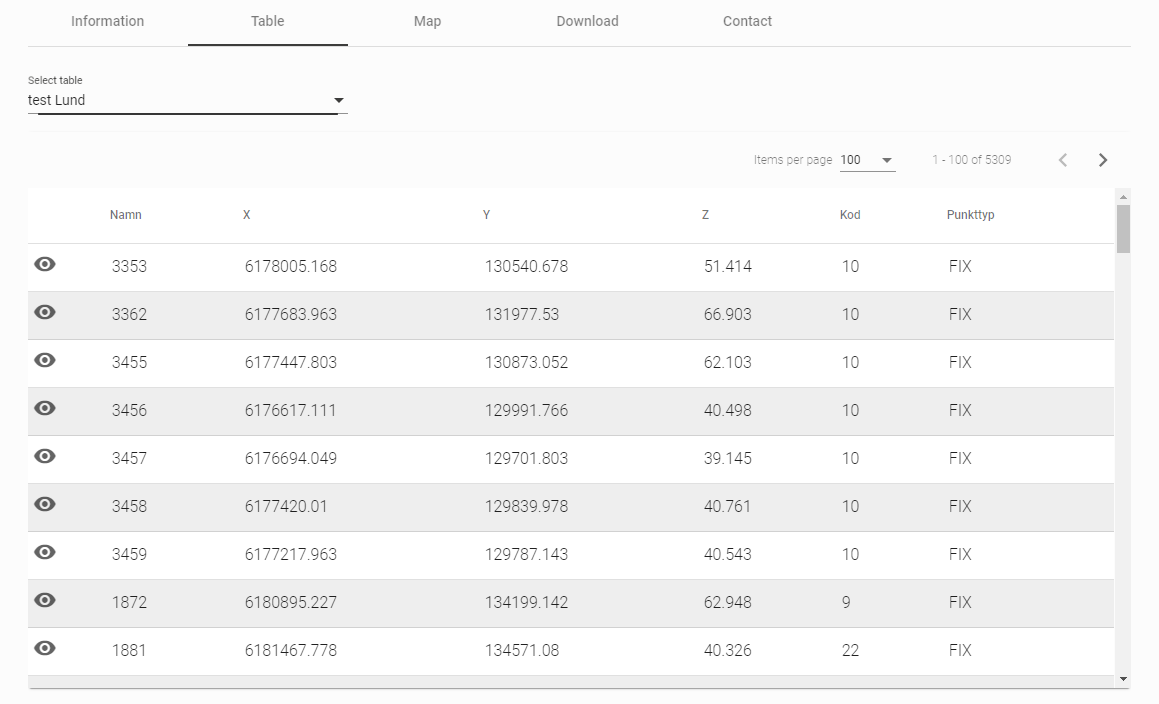 Information Table Map Download Contact
Select table
test Lund
Items per page 100 1 - 100 of 5309
Namn X Y Z Kod Punkttyp
3353 6178005.168 130540.678 51.414 10 FIX
3362 6177683.963 131977.53 66.903 10 FIX
3455 6177447.803 130873.052 62.103 10 FIX
3456 6176617.111 129991.766 40.498 10 FIX
3457 6176694.049 129701.803 39.145 10 FIX
3458 6177420.01 129839.978 40.761 10 FIX
3459 6177217.963 129787.143 40.543 10 FIX
1872 6180895.227 134199.142 62.948 9 FIX
1881 6181467.778 134571.08 40.326 22 FIX